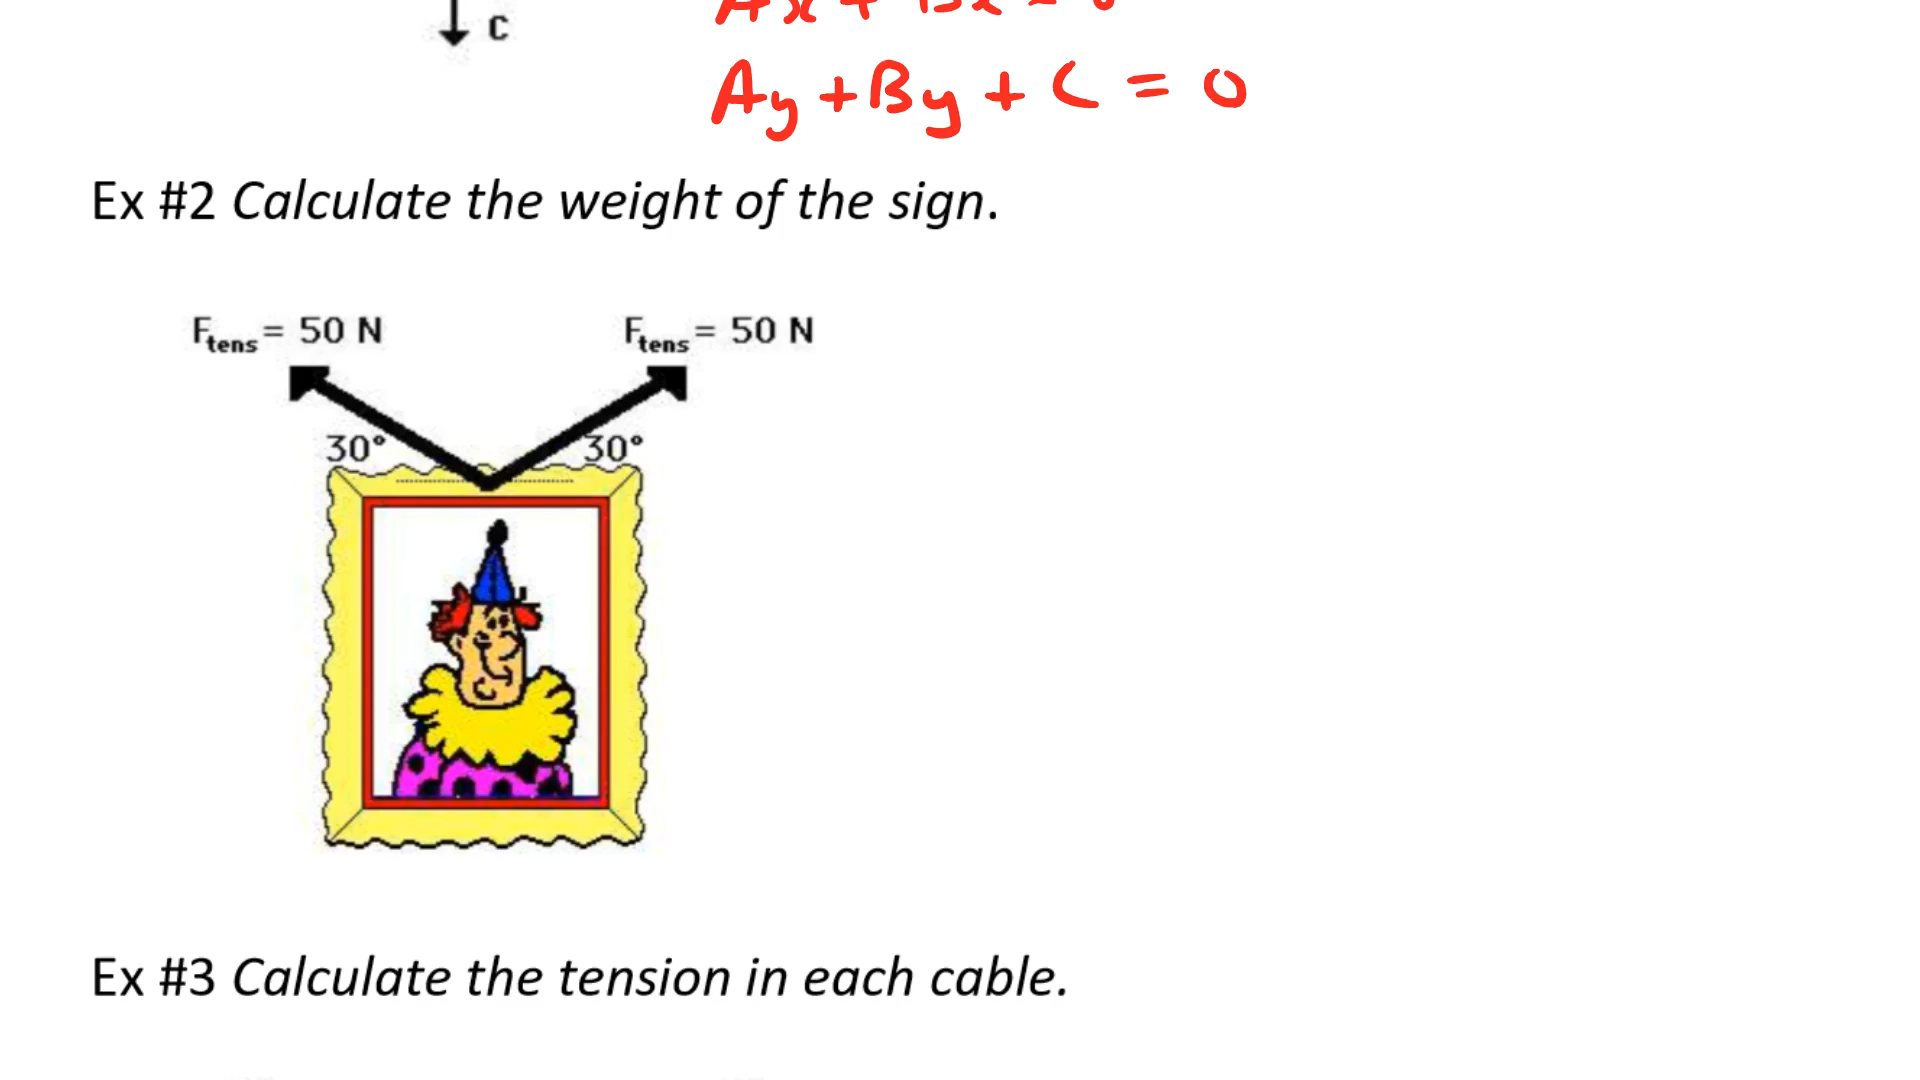 C
Ay + By + C = 0
Ex #2 Calculate the weight of the sign.
Ftens = 50 N
Ftens = 50 N
30°
30°
Ex #3 Calculate the tension in each cable.